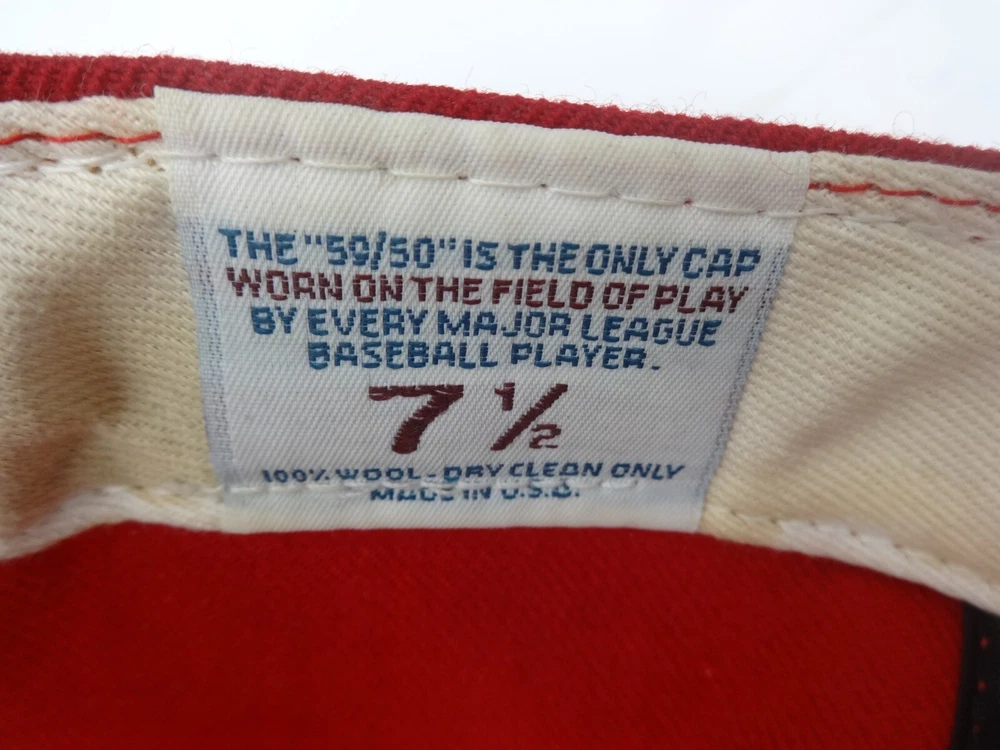 THE "59/50" IS THE ONLY CAP
WORN ON THE FIELD OF PLAY
BY EVERY MAJOR LEAGUE
BASEBALL PLAYER.
7 1/2
100% WOOL-DRY CLEAN ONLY
MADE IN U.S.A.